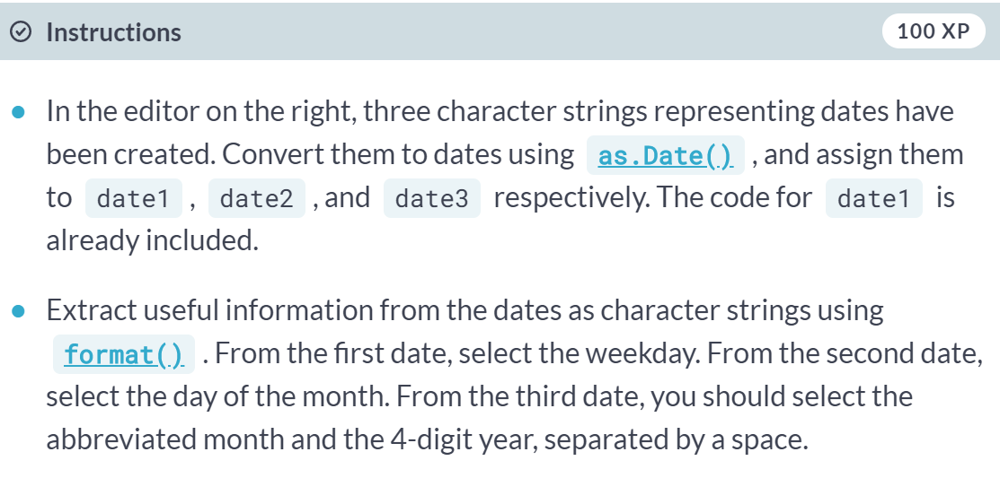 Instructions
100 XP
In the editor on the right, three character strings representing dates have
been created. Convert them to dates using as.Date() , and assign them
to date1 , date2 , and date3 respectively. The code for date1 is
already included.
Extract useful information from the dates as character strings using
format() . From the first date, select the weekday. From the second date,
select the day of the month. From the third date, you should select the
abbreviated month and the 4-digit year, separated by a space.